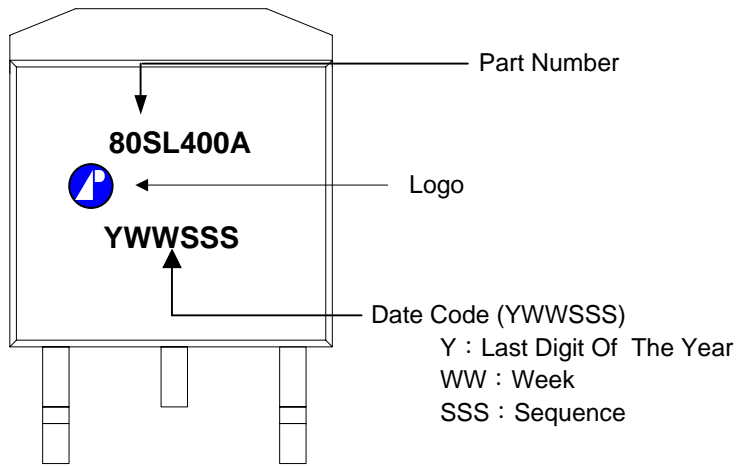 Part Number
80SL400A
Logo
YWWSSS
Date Code (YWWSSS)
Y：Last Digit Of The Year
WW：Week
SSS：Sequence